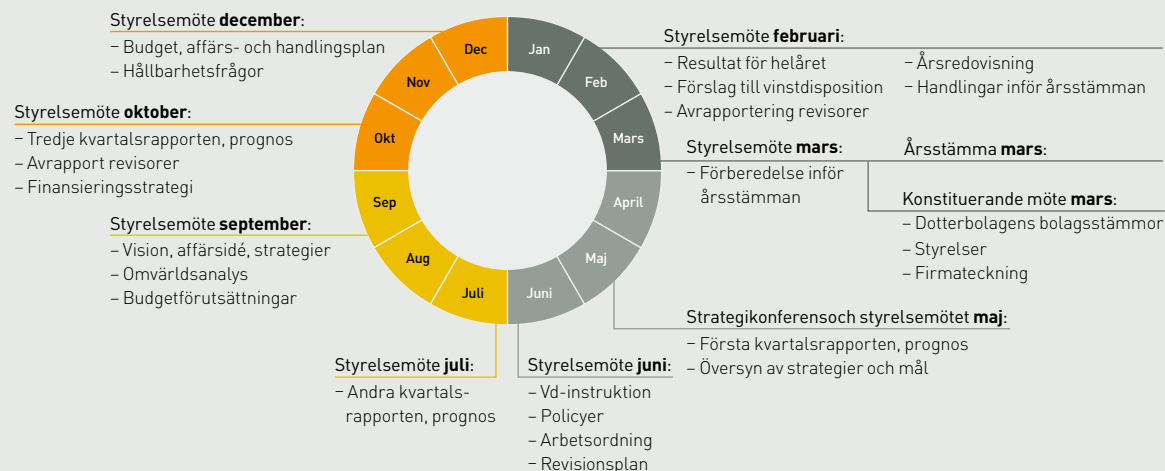 Styrelsemöte december:
– Budget, affärs- och handlingsplan
– Hållbarhetsfrågor
Styrelsemöte oktober:
– Tredje kvartalsrapporten, prognos
– Avrapport revisorer
– Finansieringsstrategi
Styrelsemöte september:
– Vision, affärsidé, strategier
– Omvärldsanalys
– Budgetförutsättningar
Styrelsemöte juli:
– Andra kvartals-
rapporten, prognos
Dec
Jan
Nov
Feb
Okt
Mars
Sep
April
Aug
Maj
Juli
Juni
Styrelsemöte februari:
– Resultat för helåret
– Förslag till vinstdisposition
– Avrapportering revisorer
– Årsredovisning
– Handlingar inför årsstämman
Styrelsemöte mars:
– Förberedelse inför
årsstämman
Årsstämma mars:
Konstituerande möte mars:
– Dotterbolagens bolagsstämmor
– Styrelser
– Firmateckning
Strategikonferensoch styrelsemötet maj:
– Första kvartalsrapporten, prognos
– Översyn av strategier och mål
Styrelsemöte juni:
– Vd-instruktion
– Policyer
– Arbetsordning
– Revisionsplan